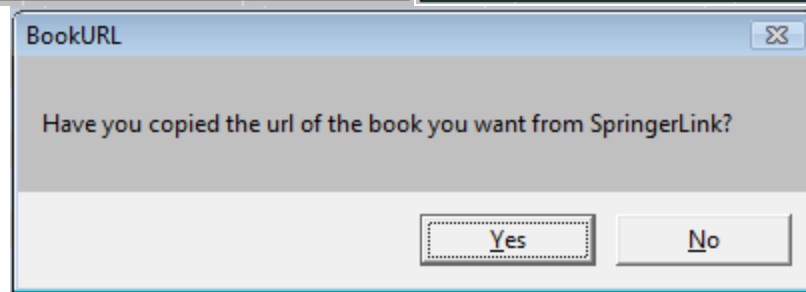 BookURL
Have you copied the url of the book you want from SpringerLink?
Yes
No